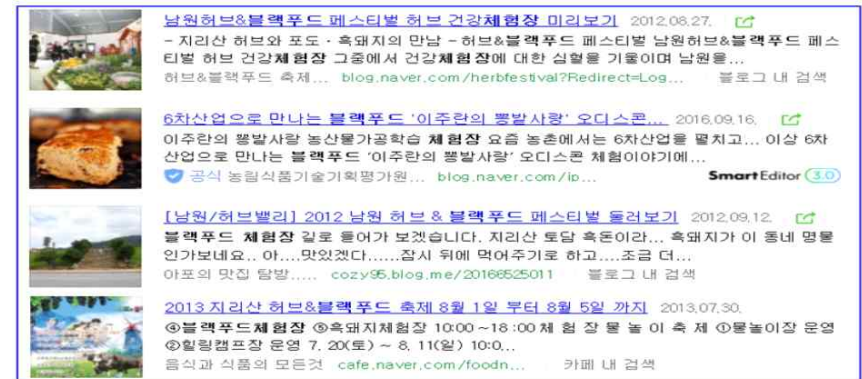 남원허브&블랙푸드 페스티벌 허브 건강체험장 미리보기 2012.08.27.
- 지리산 허브와 포도·흑돼지의 만남 - 허브&블랙푸드 페스티벌 남원허브&블랙푸드 페스
티벌 허브 건강체험장 그중에서 건강체험장에 대한 심혈을 기울이며 남원을...
허브&블랙푸드 축제... blog.naver.com/herbfestival?Redirect=Log... 블로그 내 검색
6차산업으로 만나는 블랙푸드 '이주란의 뽕발사랑' 오디스콘... 2016.09.16.
이주란의 뽕발사랑 농산물가공학습 체험장 요즘 농촌에서는 6차산업을 펼치고... 이상 6차
산업으로 만나는 블랙푸드 '이주란의 뽕발사랑' 오디스콘 체험이야기에...
공식 농림식품기술기획평가원... blog.naver.com/ip... SmartEditor 3.0
[남원/허브밸리] 2012 남원 허브 & 블랙푸드 페스티벌 둘러보기 2012.09.12.
블랙푸드 체험장 길로 들어가 보겠습니다. 지리산 토담 흑돈이라... 흑돼지가 이 동네 명물
인가보네요.. 아....맛있겠다......잠시 뒤에 먹어주기로 하고....조금 더...
아포의 맛집 탐방..... cozy95.blog.me/20166525011 블로그 내 검색
2013 지리산 허브&블랙푸드 축제 8월 1일 부터 8월 5일 까지 2013.07.30.
④블랙푸드체험장 ⑤흑돼지체험장 10:00~18:00 체 험 장 물 놀 이 축 제 ①물놀이장 운영
②힐링캠프장 운영 7. 20(토) ~ 8. 11(일) 10:0...
음식과 식품의 모든것 cafe.naver.com/foodn... 카페 내 검색